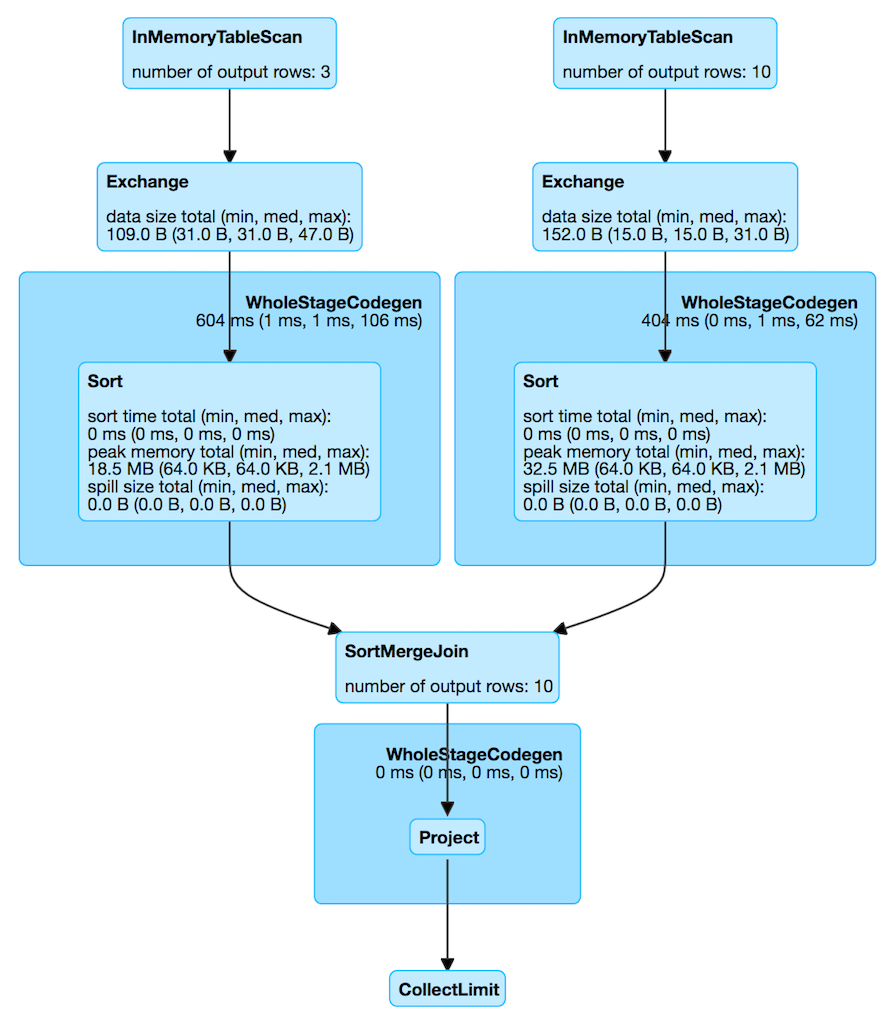 InMemoryTableScan
number of output rows: 3
InMemoryTableScan
number of output rows: 10
Exchange
data size total (min, med, max):
109.0 B (31.0 B, 31.0 B, 47.0 B)
Exchange
data size total (min, med, max):
152.0 B (15.0 B, 15.0 B, 31.0 B)
WholeStageCodegen
604 ms (1 ms, 1 ms, 106 ms)
Sort
sort time total (min, med, max):
0 ms (0 ms, 0 ms, 0 ms)
peak memory total (min, med, max):
18.5 MB (64.0 KB, 64.0 KB, 2.1 MB)
spill size total (min, med, max):
0.0 B (0.0 B, 0.0 B, 0.0 B)
WholeStageCodegen
404 ms (0 ms, 1 ms, 62 ms)
Sort
sort time total (min, med, max):
0 ms (0 ms, 0 ms, 0 ms)
peak memory total (min, med, max):
32.5 MB (64.0 KB, 64.0 KB, 2.1 MB)
spill size total (min, med, max):
0.0 B (0.0 B, 0.0 B, 0.0 B)
SortMergeJoin
number of output rows: 10
WholeStageCodegen
0 ms (0 ms, 0 ms, 0 ms)
Project
CollectLimit